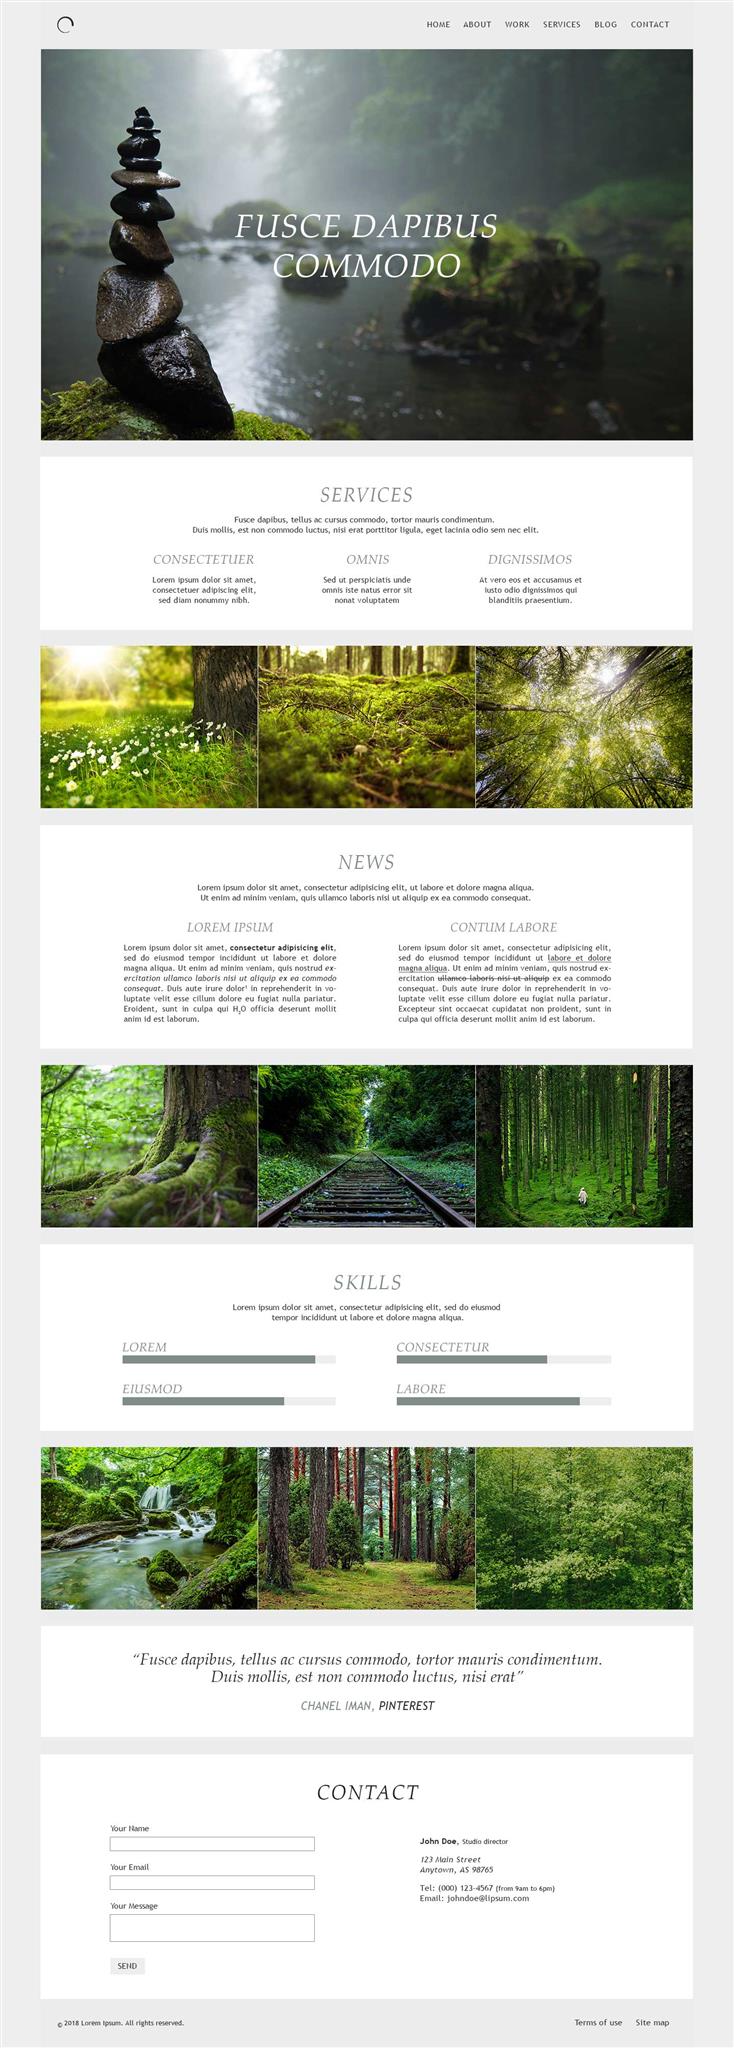 HOME ABOUT WORK SERVICES BLOG CONTACT
FUSCE DAPIBUS
COMMODO
SERVICES
Fusce dapibus, tellus ac cursus commodo, tortor mauris condimentum.
Duis mollis, est non commodo luctus, nisi erat porttitor ligula, eget lacinia odio sem nec elit.
CONSECTETUER
Lorem ipsum dolor sit amet,
consectetuer adipiscing elit,
sed diam nonummy nibh.
OMNIS
Sed ut perspiciatis unde
omnis iste natus error sit
nonat voluptatem
DIGNISSIMOS
At vero eos et accusamus et
iusto odio dignissimos qui
blanditiis praesentium.
NEWS
Lorem ipsum dolor sit amet, consectetur adipisicing elit, ut labore et dolore magna aliqua.
Ut enim ad minim veniam, quis ullamco laboris nisi ut aliquip ex ea commodo consequat.
LOREM IPSUM
Lorem ipsum dolor sit amet, consectetur adipisicing elit,
sed do eiusmod tempor incididunt ut labore et dolore
magna aliqua. Ut enim ad minim veniam, quis nostrud ex-
ercitation ullamco laboris nisi ut aliquip ex ea commodo
consequat. Duis aute irure dolor¹ in reprehenderit in vo-
luptate velit esse cillum dolore eu fugiat nulla pariatur.
Eroident, sunt in culpa qui H₂O officia deserunt mollit
anim id est laborum.
CONTUM LABORE
Lorem ipsum dolor sit amet, consectetur adipisicing elit,
sed do eiusmod tempor incididunt ut labore et dolore
magna aliqua. Ut enim ad minim veniam, quis nostrud ex-
ercitation ullamco laboris nisi ut aliquip ex ea commodo
consequat. Duis aute irure dolor in reprehenderit in vo-
luptate velit esse cillum dolore eu fugiat nulla pariatur.
Excepteur sint occaecat cupidatat non proident, sunt in
culpa qui officia deserunt mollit anim id est laborum.
SKILLS
Lorem ipsum dolor sit amet, consectetur adipisicing elit, sed do eiusmod
tempor incididunt ut labore et dolore magna aliqua.
LOREM
CONSECTETUR
EIUSMOD
LABORE
“Fusce dapibus, tellus ac cursus commodo, tortor mauris condimentum.
Duis mollis, est non commodo luctus, nisi erat”
CHANEL IMAN, PINTEREST
CONTACT
Your Name
Your Email
Your Message
SEND
John Doe, Studio director
123 Main Street
Anytown, AS 98765
Tel: (000) 123-4567 (from 9am to 6pm)
Email: johndoe@lipsum.com
© 2018 Lorem Ipsum. All rights reserved.
Terms of use Site map